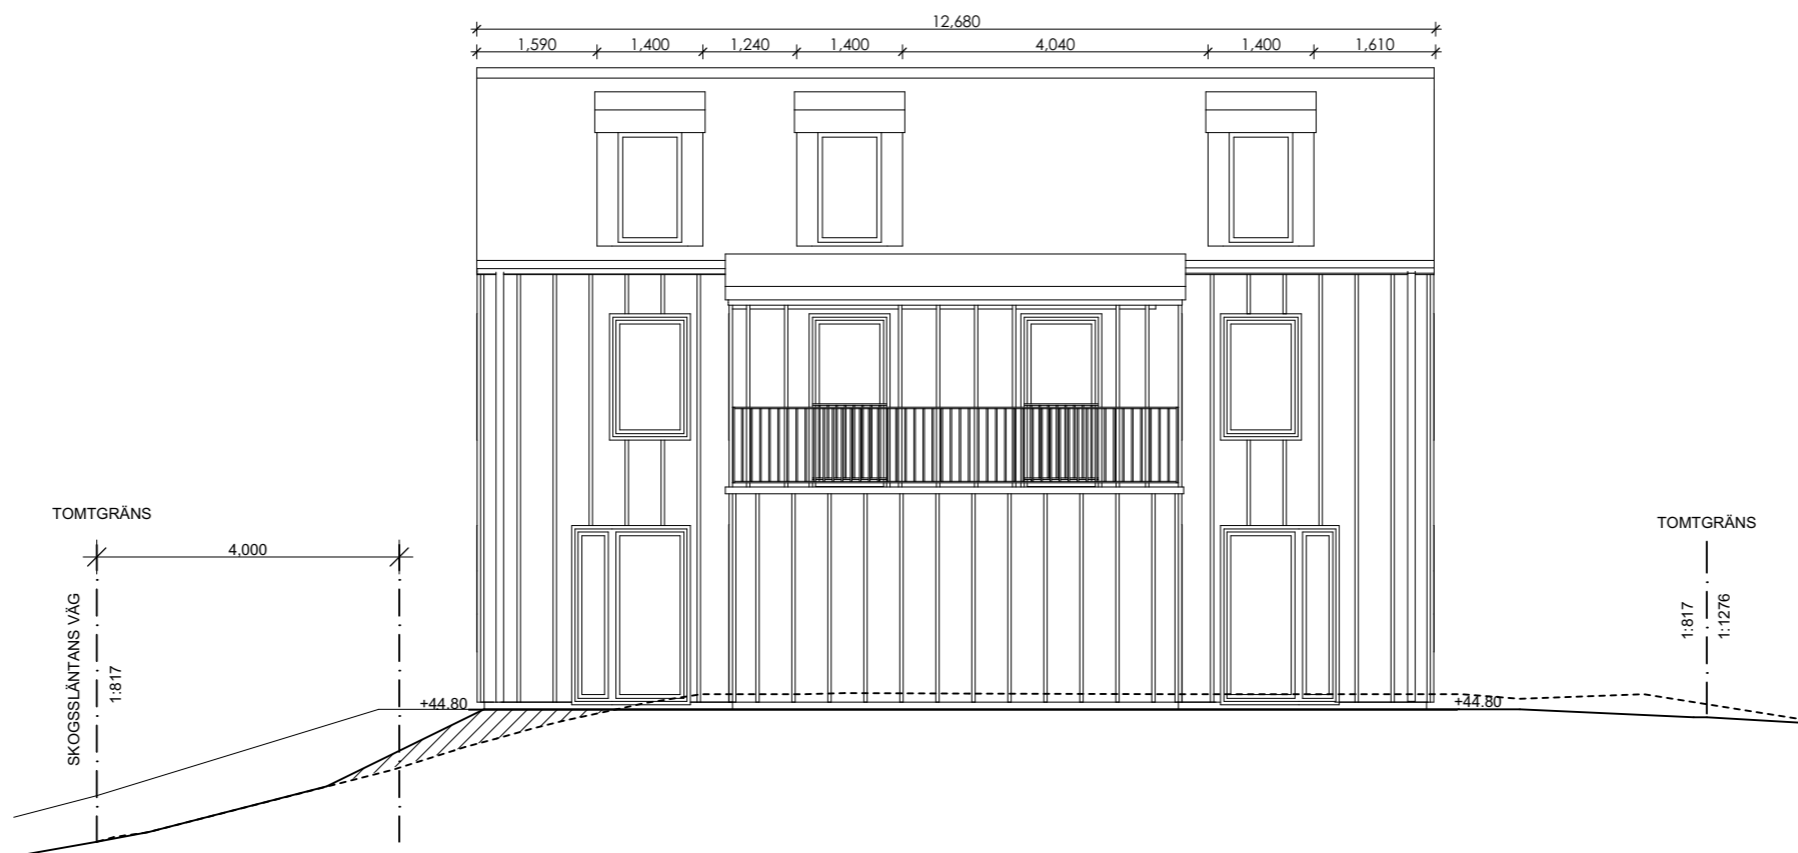 12,680
1,590 1,400 1,240 1,400 4,040 1,400 1,610
TOMTGRÄNS
TOMTGRÄNS
4,000
SKOGSSLÄNTANS VÄG
1:817
1:817
1:1276
+44.80
+44.80